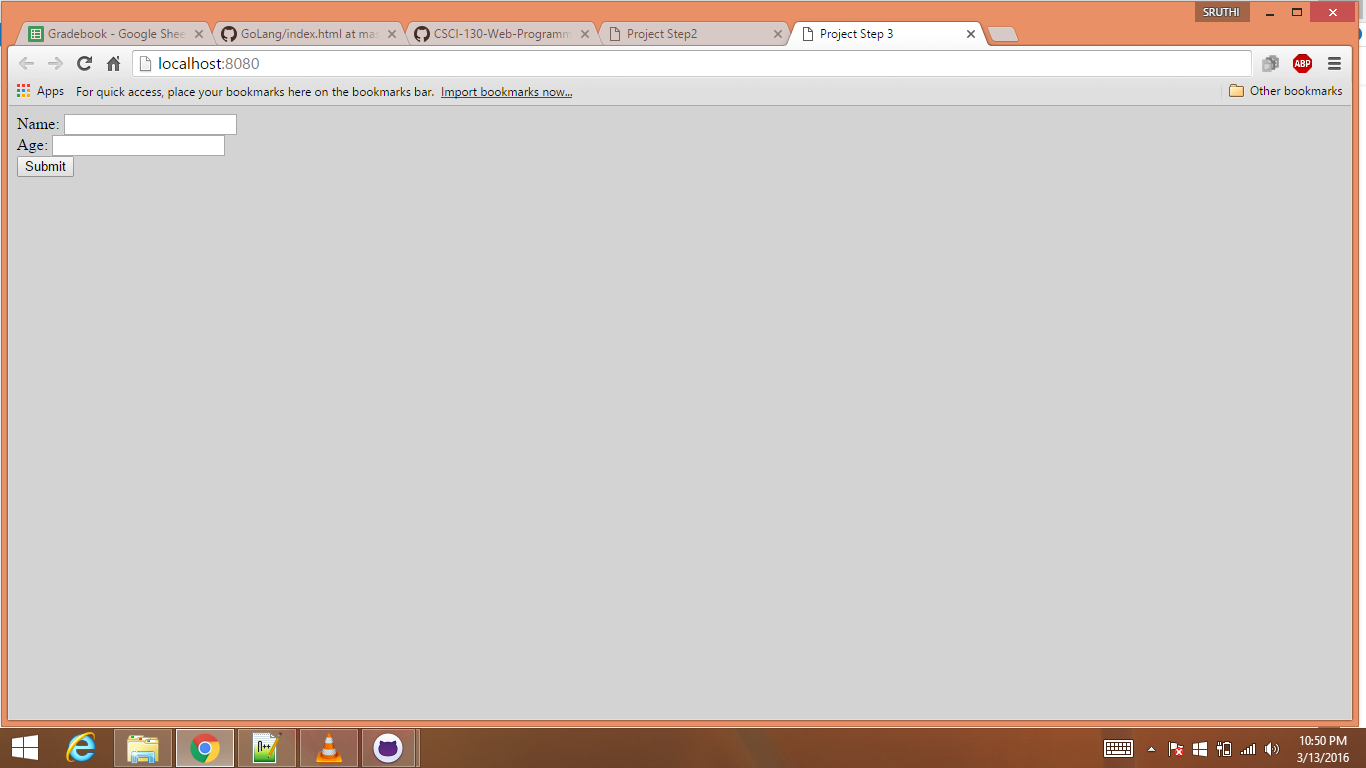 SRUTHI
Gradebook - Google Shee
GoLang/index.html at mas
CSCI-130-Web-Programm
Project Step2
Project Step 3
localhost:8080
ABP
Apps For quick access, place your bookmarks here on the bookmarks bar. Import bookmarks now... Other bookmarks
Name:
Age:
Submit
10:50 PM
3/13/2016